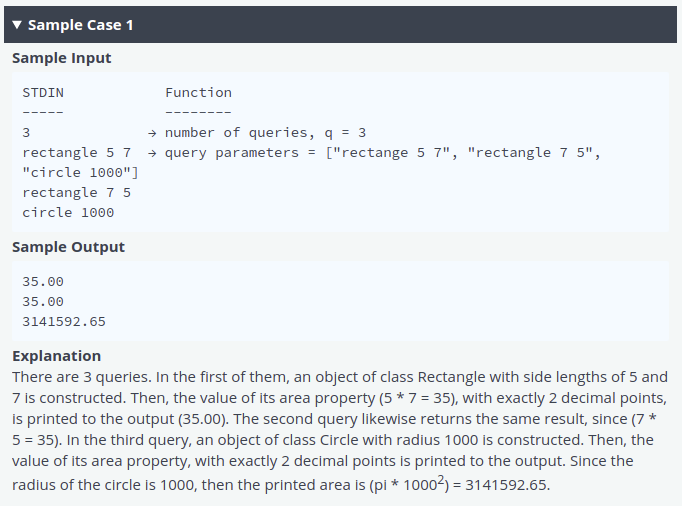 ▼ Sample Case 1
Sample Input
STDIN Function
----- --------
3 → number of queries, q = 3
rectangle 5 7 → query parameters = ["rectange 5 7", "rectangle 7 5",
"circle 1000"]
rectangle 7 5
circle 1000
Sample Output
35.00
35.00
3141592.65
Explanation
There are 3 queries. In the first of them, an object of class Rectangle with side lengths of 5 and
7 is constructed. Then, the value of its area property (5 * 7 = 35), with exactly 2 decimal points,
is printed to the output (35.00). The second query likewise returns the same result, since (7 *
5 = 35). In the third query, an object of class Circle with radius 1000 is constructed. Then, the
value of its area property, with exactly 2 decimal points is printed to the output. Since the
radius of the circle is 1000, then the printed area is (pi * 1000²) = 3141592.65.